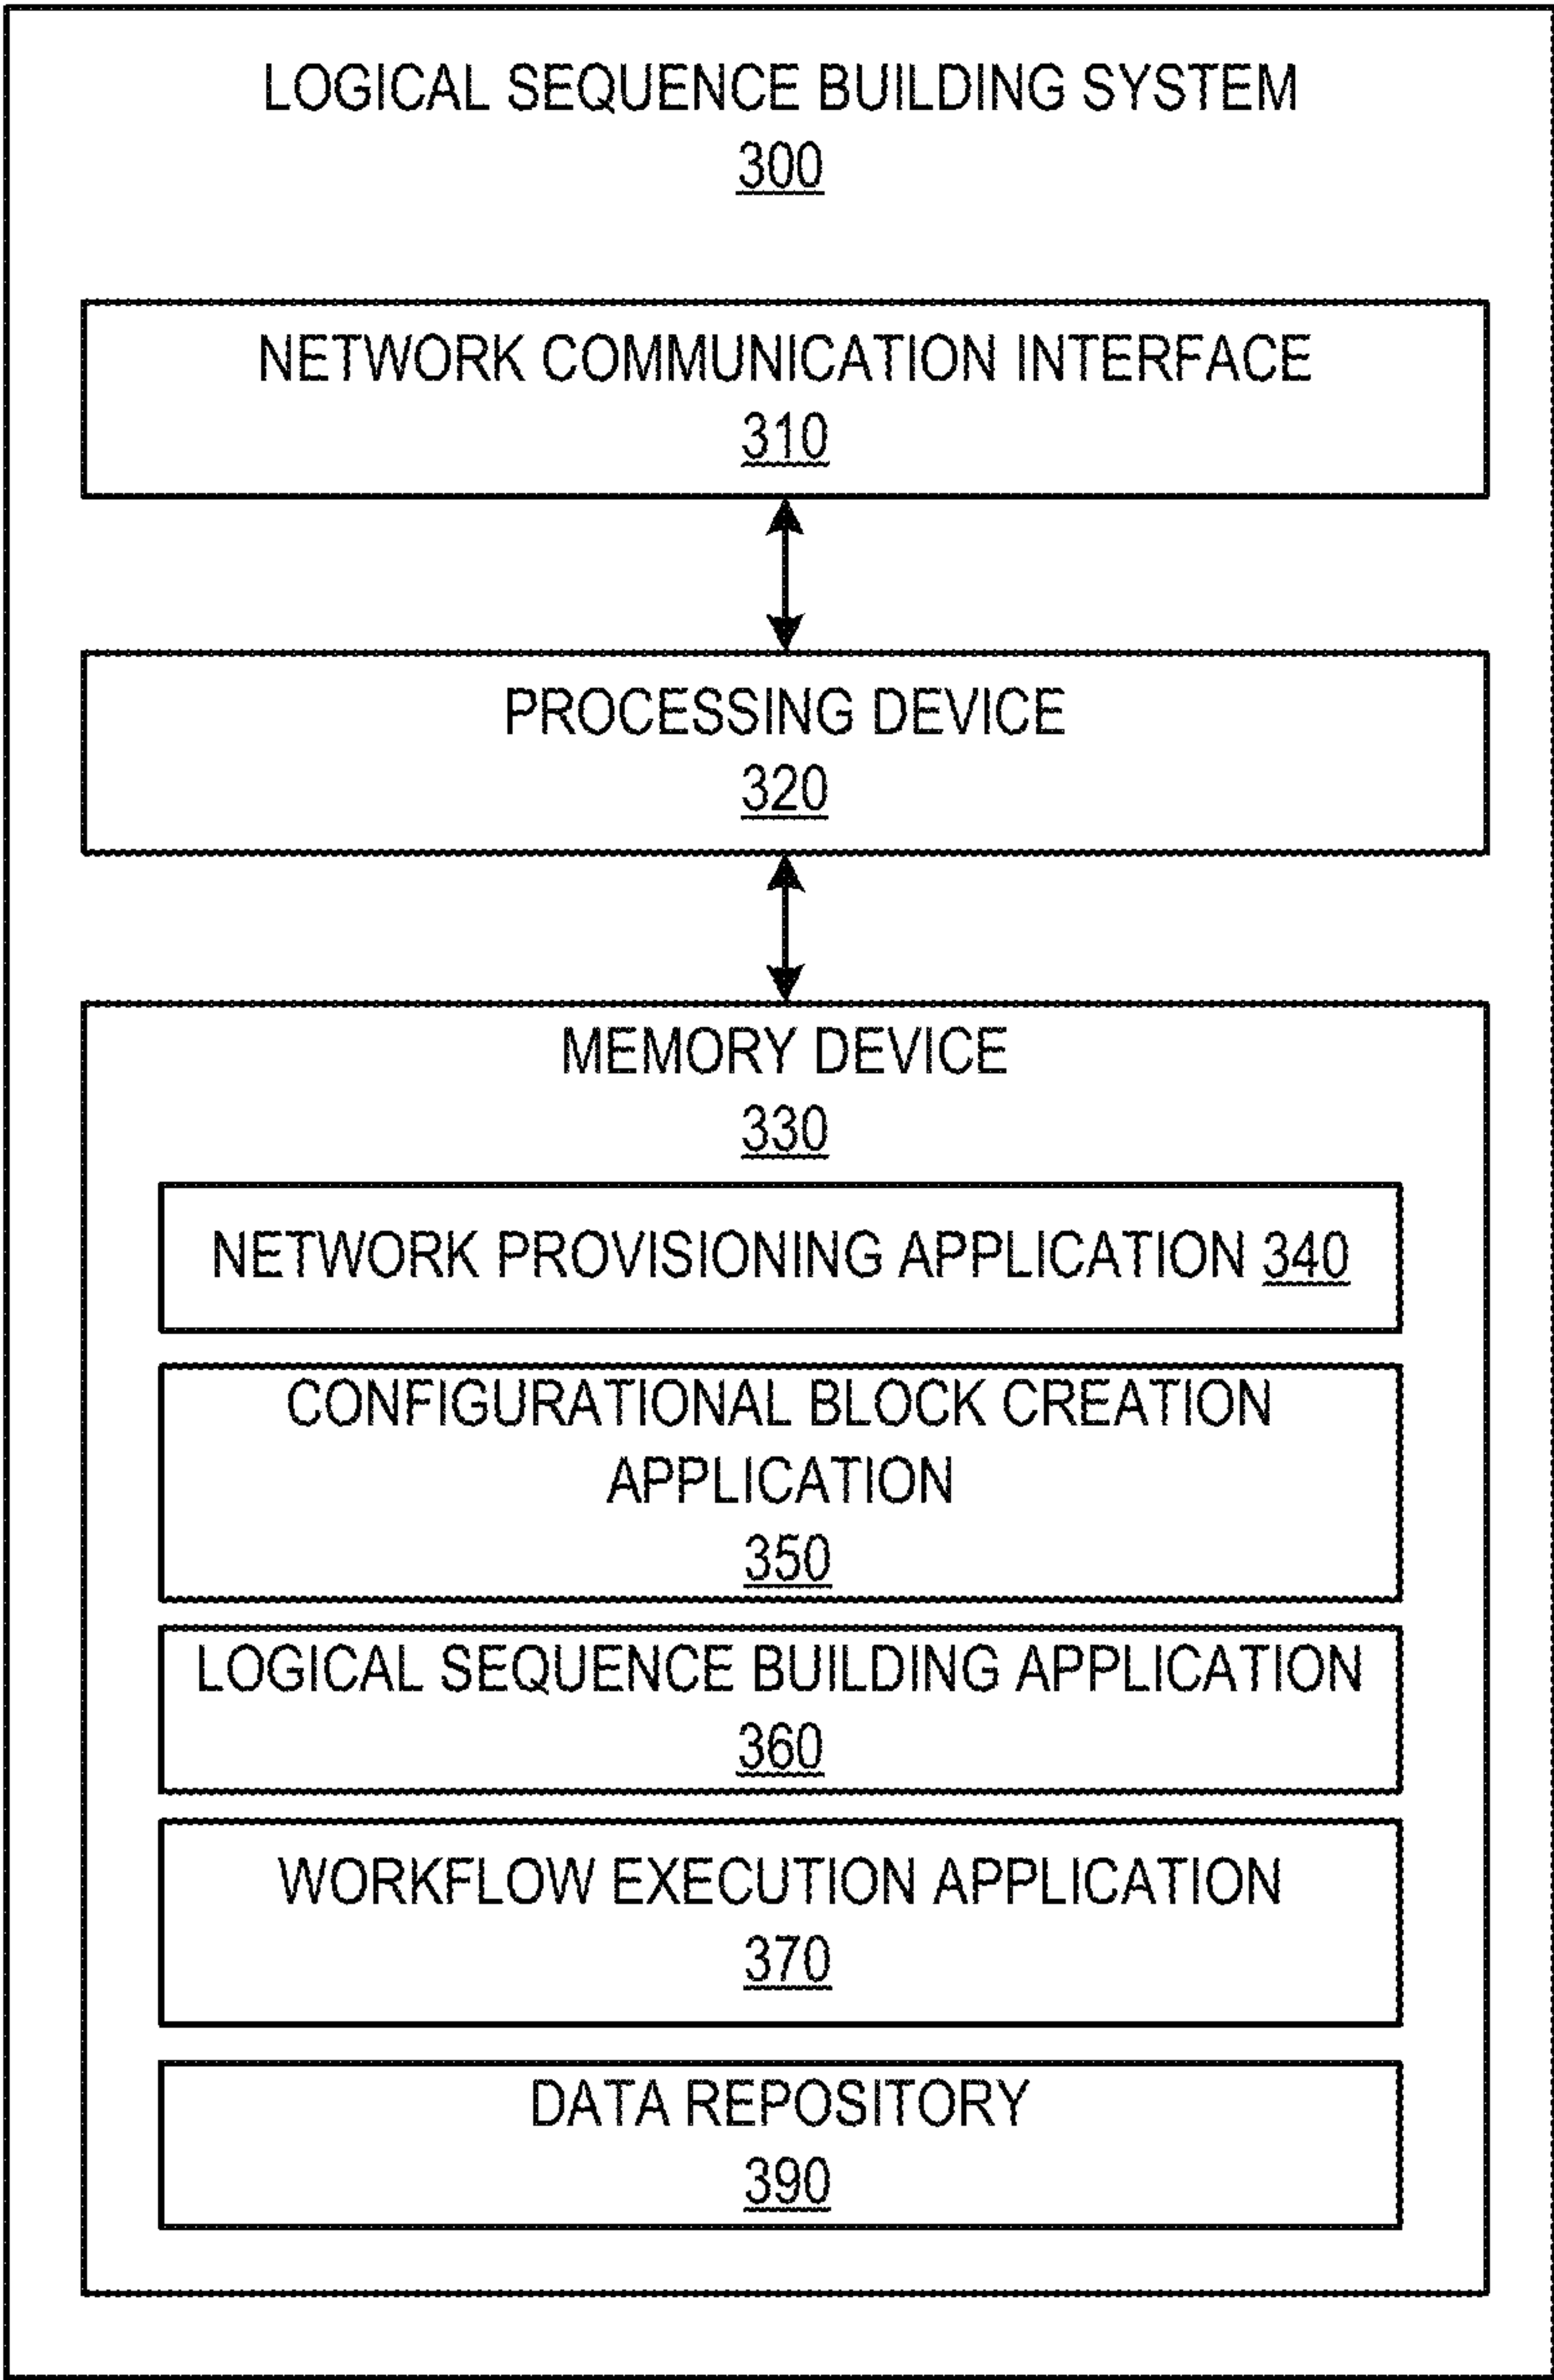 LOGICAL SEQUENCE BUILDING SYSTEM
300
NETWORK COMMUNICATION INTERFACE
310
PROCESSING DEVICE
320
MEMORY DEVICE
330
NETWORK PROVISIONING APPLICATION 340
CONFIGURATIONAL BLOCK CREATION
APPLICATION
350
LOGICAL SEQUENCE BUILDING APPLICATION
360
WORKFLOW EXECUTION APPLICATION
370
DATA REPOSITORY
390